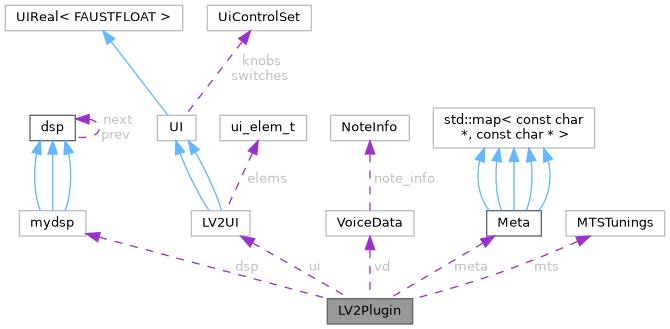 UIReal< FAUSTFLOAT >
UiControlSet
knobs
switches
dsp
next
prev
UI
ui_elem_t
NoteInfo
std::map< const char
*, const char * >
elems
note_info
mydsp
LV2UI
VoiceData
Meta
MTSTunings
dsp
ui
vd
meta
mts
LV2Plugin